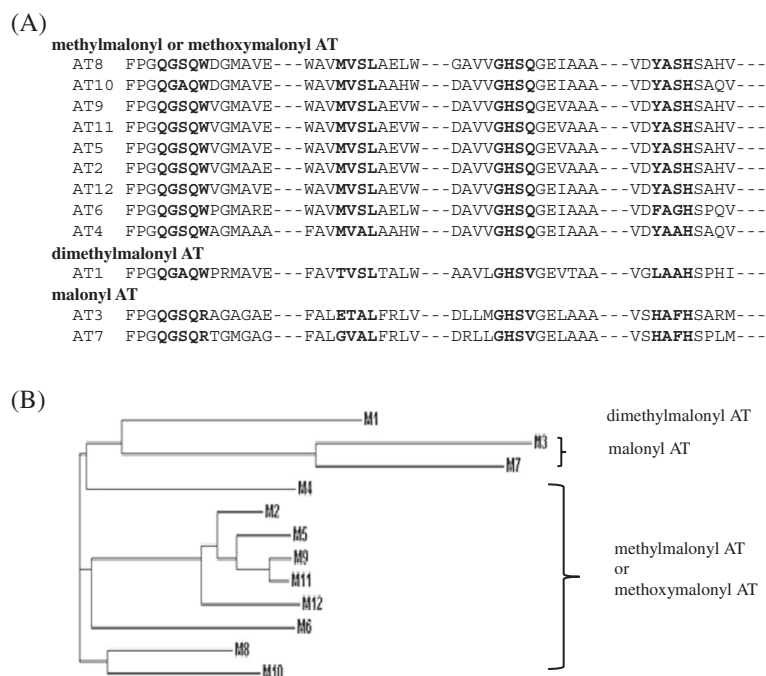 (A)
methylmalonyl or methoxymalonyl AT
AT8 FPGQGSQWDGMAVE---WAVMVSLAELW---GAVVGHSQGEIAAA---VDYASHSAHV---
AT10 FPGQGAQWDGMAVE---WAVMVSLAAHW---DAVVGHSQGEIAAA---VDYASHSAQV---
AT9 FPGQGSQWVGMAVE---WAVMVSLAEVW---DAVVGHSQGEVAAA---VDYASHSAHV---
AT11 FPGQGSQWVGMAVE---WAVMVSLAEVW---DAVVGHSQGEVAAA---VDYASHSAHV---
AT5 FPGQGSQWVGMAVE---WAVMVSLAEVW---DAVVGHSQGEVAAA---VDYASHSAHV---
AT2 FPGQGSQWVGMAAE---WAVMVSLAEVW---DAVVGHSQGEIAAA---VDYASHSAHV---
AT12 FPGQGSQWVGMAVE---WAVMVSLAEVW---DAVVGHSQGEIAAA---VDYASHSAHV---
AT6 FPGQGSQWPGMARE---WAVMVSLAELW---DAVVGHSQGEIAAA---VDFAGHSPQV---
AT4 FPGQGSQWAGMAAA---FAVMVALAAHW---DAVVGHSQGEIAAA---VDYAAHSAQV---
dimethylmalonyl AT
AT1 FPGQGAQWPRMAVE---FAVTVSLTALW---AAVLGHSVGEVTAA---VGLAAHSPHI---
malonyl AT
AT3 FPGQGSQRAGAGAE---FALETALFRLV---DLLMGHSVGELAAA---VSHAFHSARM---
AT7 FPGQGSQRTGMGAG---FALGVALFRLV---DRLLGHSVGELAAA---VSHAFHSPLM---
(B)
M1 dimethylmalonyl AT
M3
malonyl AT
M7
M4
M2
M5
M9
M11
methylmalonyl AT
or
methoxymalonyl AT
M12
M6
M8
M10